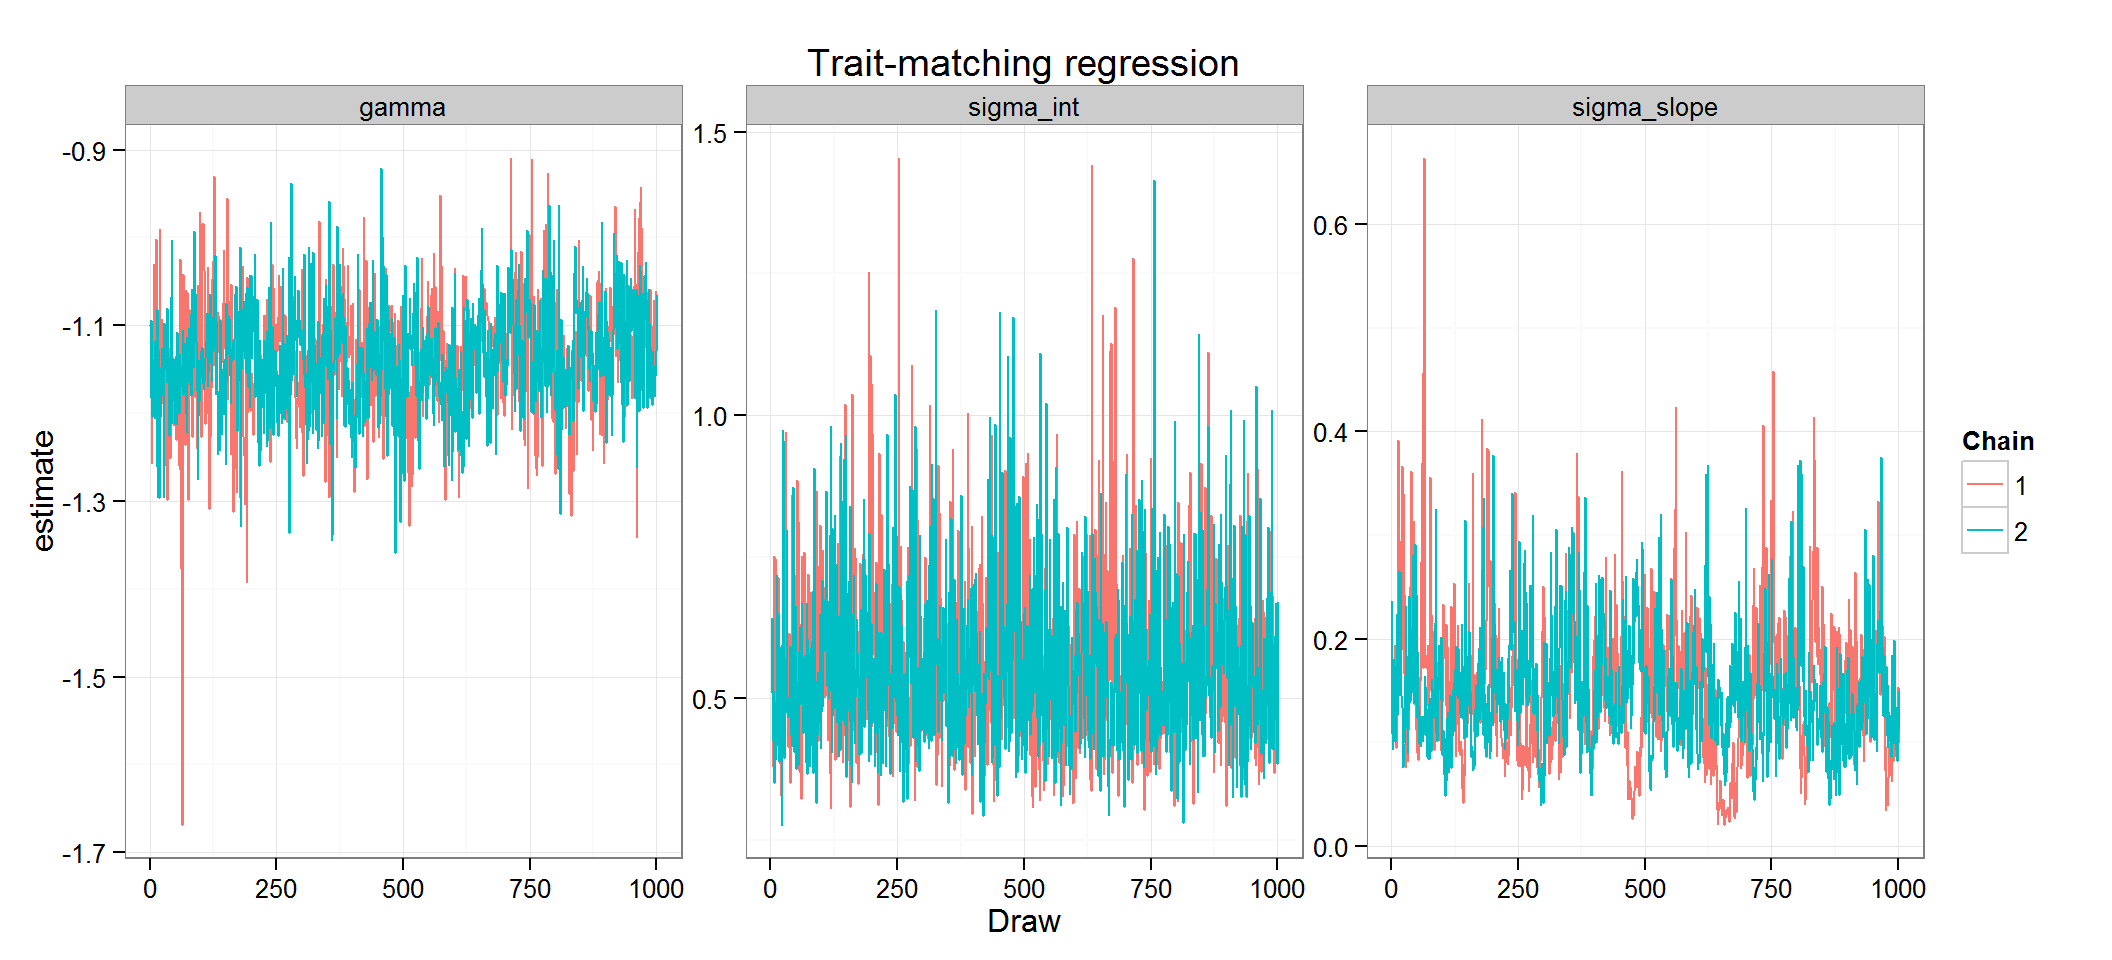 Trait-matching regression
gamma
sigma_int
sigma_slope
estimate
-0.9
-1.1
-1.3
-1.5
-1.7
0 250 500 750 1000
1.5
1.0
0.5
0 250 500 750 1000
0.6
0.4
0.2
0.0
0 250 500 750 1000
Draw
Chain
1
2